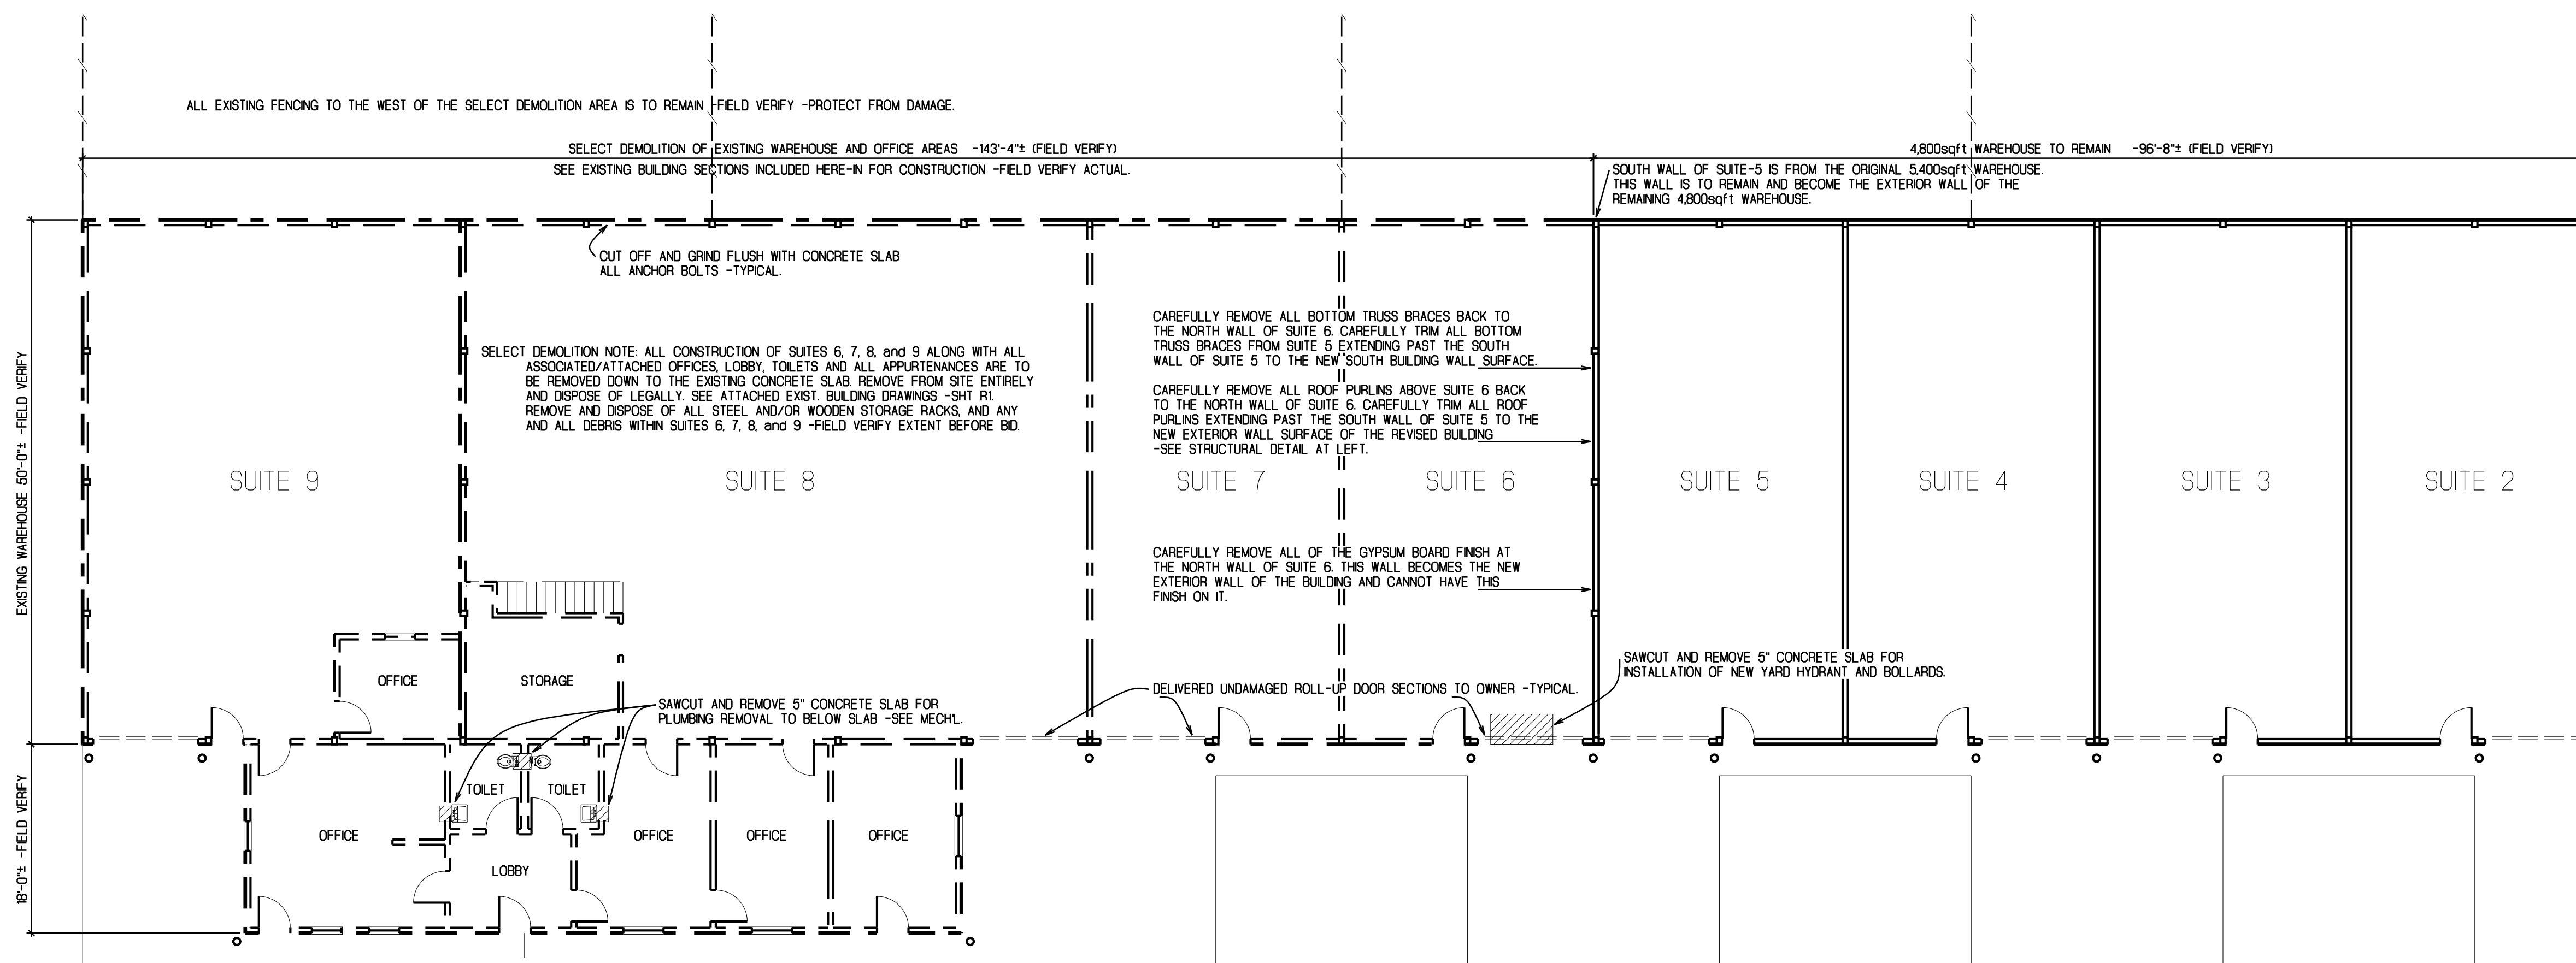 ALL EXISTING FENCING TO THE WEST OF THE SELECT DEMOLITION AREA IS TO REMAIN -FIELD VERIFY -PROTECT FROM DAMAGE.
SELECT DEMOLITION OF EXISTING WAREHOUSE AND OFFICE AREAS -143'-4"± (FIELD VERIFY)
SEE EXISTING BUILDING SECTIONS INCLUDED HERE-IN FOR CONSTRUCTION -FIELD VERIFY ACTUAL.
4,800sqft WAREHOUSE TO REMAIN -96'-8"± (FIELD VERIFY)
SOUTH WALL OF SUITE-5 IS FROM THE ORIGINAL 5,400sqft WAREHOUSE.
THIS WALL IS TO REMAIN AND BECOME THE EXTERIOR WALL OF THE
REMAINING 4,800sqft WAREHOUSE.
CUT OFF AND GRIND FLUSH WITH CONCRETE SLAB
ALL ANCHOR BOLTS -TYPICAL.
SELECT DEMOLITION NOTE: ALL CONSTRUCTION OF SUITES 6, 7, 8, and 9 ALONG WITH ALL
ASSOCIATED/ATTACHED OFFICES, LOBBY, TOILETS AND ALL APPURTENANCES ARE TO
BE REMOVED DOWN TO THE EXISTING CONCRETE SLAB. REMOVE FROM SITE ENTIRELY
AND DISPOSE OF LEGALLY. SEE ATTACHED EXIST. BUILDING DRAWINGS -SHT R1.
REMOVE AND DISPOSE OF ALL STEEL AND/OR WOODEN STORAGE RACKS, AND ANY
AND ALL DEBRIS WITHIN SUITES 6, 7, 8, and 9 -FIELD VERIFY EXTENT BEFORE BID.
CAREFULLY REMOVE ALL BOTTOM TRUSS BRACES BACK TO
THE NORTH WALL OF SUITE 6. CAREFULLY TRIM ALL BOTTOM
TRUSS BRACES FROM SUITE 5 EXTENDING PAST THE SOUTH
WALL OF SUITE 5 TO THE NEW SOUTH BUILDING WALL SURFACE.
CAREFULLY REMOVE ALL ROOF PURLINS ABOVE SUITE 6 BACK
TO THE NORTH WALL OF SUITE 6. CAREFULLY TRIM ALL ROOF
PURLINS EXTENDING PAST THE SOUTH WALL OF SUITE 5 TO THE
NEW EXTERIOR WALL SURFACE OF THE REVISED BUILDING
-SEE STRUCTURAL DETAIL AT LEFT.
SUITE 9
SUITE 8
SUITE 7
SUITE 6
SUITE 5
SUITE 4
SUITE 3
SUITE 2
EXISTING WAREHOUSE 50'-0"± -FIELD VERIFY
CAREFULLY REMOVE ALL OF THE GYPSUM BOARD FINISH AT
THE NORTH WALL OF SUITE 6. THIS WALL BECOMES THE NEW
EXTERIOR WALL OF THE BUILDING AND CANNOT HAVE THIS
FINISH ON IT.
SAWCUT AND REMOVE 5" CONCRETE SLAB FOR
INSTALLATION OF NEW YARD HYDRANT AND BOLLARDS.
OFFICE
STORAGE
DELIVERED UNDAMAGED ROLL-UP DOOR SECTIONS TO OWNER -TYPICAL.
SAWCUT AND REMOVE 5" CONCRETE SLAB FOR
PLUMBING REMOVAL TO BELOW SLAB -SEE MECH'L.
TOILET
TOILET
OFFICE
OFFICE
OFFICE
OFFICE
LOBBY
18'-0"± -FIELD VERIFY